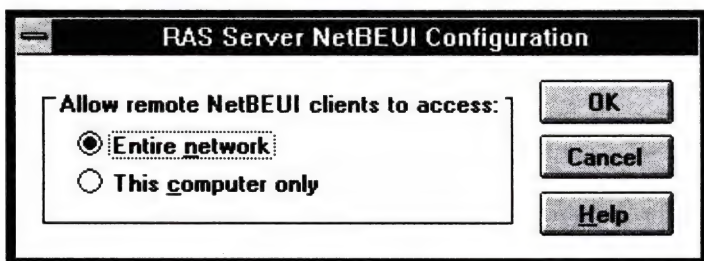 RAS Server NetBEUI Configuration
Allow remote NetBEUI clients to access:
Entire network
This computer only
OK
Cancel
Help